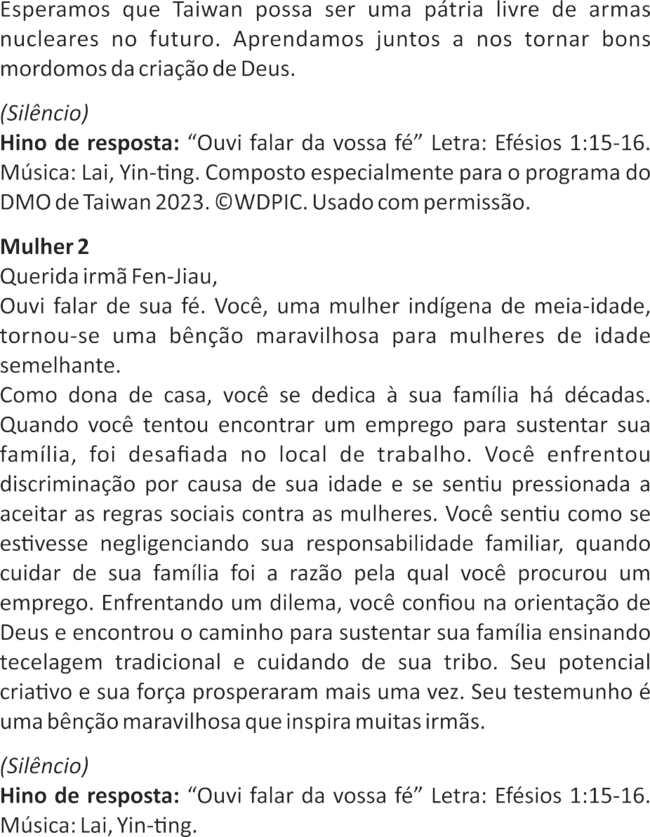 Esperamos que Taiwan possa ser uma pátria livre de armas
nucleares no futuro. Aprendamos juntos a nos tornar bons
mordomos da criação de Deus.
(Silêncio)
Hino de resposta: “Ouvi falar da vossa fé” Letra: Efésios 1:15-16.
Música: Lai, Yin-ting. Composto especialmente para o programa do
DMO de Taiwan 2023. ©WDPIC. Usado com permissão.
Mulher 2
Querida irmã Fen-Jiau,
Ouvi falar de sua fé. Você, uma mulher indígena de meia-idade,
tornou-se uma bênção maravilhosa para mulheres de idade
semelhante.
Como dona de casa, você se dedica à sua família há décadas.
Quando você tentou encontrar um emprego para sustentar sua
família, foi desafiada no local de trabalho. Você enfrentou
discriminação por causa de sua idade e se sentiu pressionada a
aceitar as regras sociais contra as mulheres. Você sentiu como se
estivesse negligenciando sua responsabilidade familiar, quando
cuidar de sua família foi a razão pela qual você procurou um
emprego. Enfrentando um dilema, você confiou na orientação de
Deus e encontrou o caminho para sustentar sua família ensinando
tecelagem tradicional e cuidando de sua tribo. Seu potencial
criativo e sua força prosperaram mais uma vez. Seu testemunho é
uma bênção maravilhosa que inspira muitas irmãs.
(Silêncio)
Hino de resposta: “Ouvi falar da vossa fé” Letra: Efésios 1:15-16.
Música: Lai, Yin-ting.